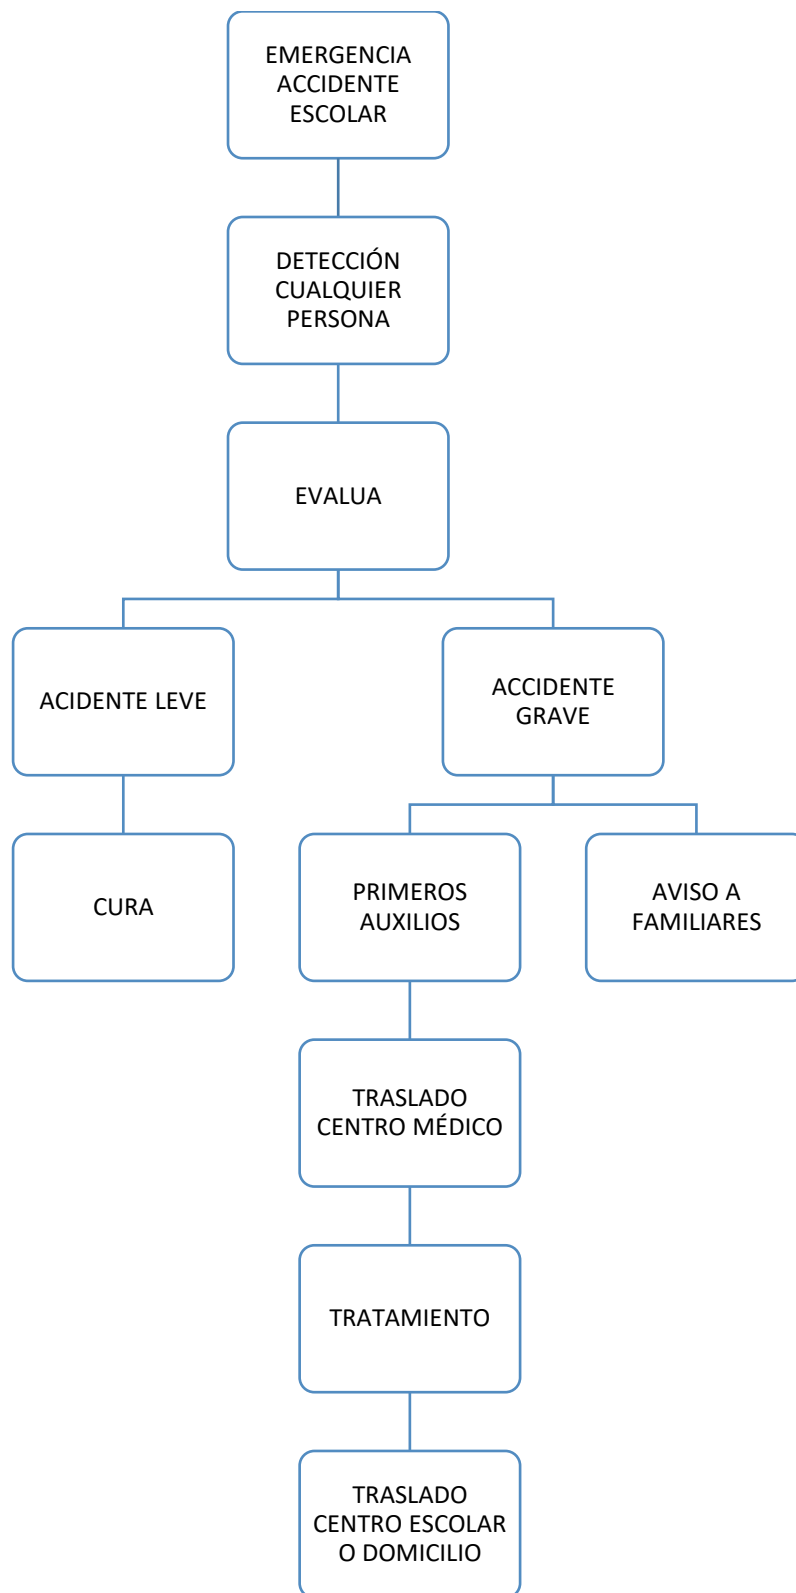 EMERGENCIA
ACCIDENTE
ESCOLAR
DETECCIÓN
CUALQUIER
PERSONA
EVALUA
ACIDENTE LEVE
ACCIDENTE
GRAVE
CURA
PRIMEROS
AUXILIOS
AVISO A
FAMILIARES
TRASLADO
CENTRO MÉDICO
TRATAMIENTO
TRASLADO
CENTRO ESCOLAR
O DOMICILIO